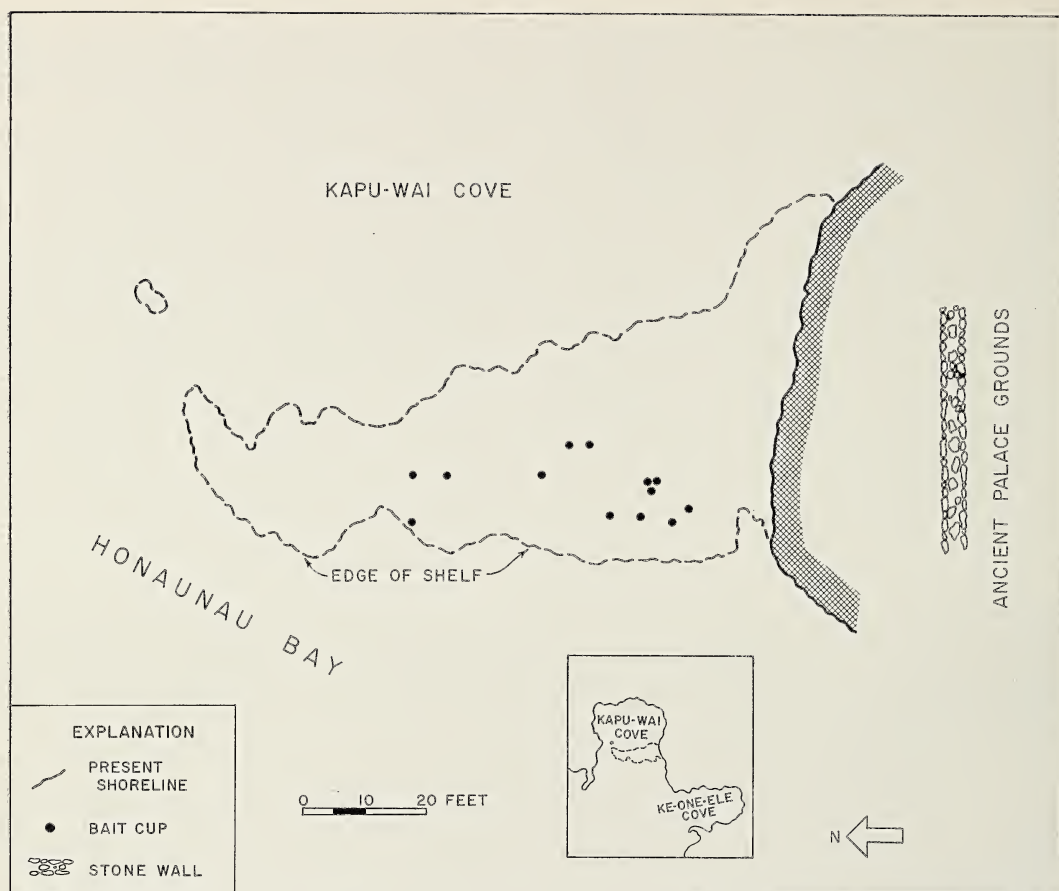 KAPU-WAI COVE
ANCIENT PALACE GROUNDS
EDGE OF SHELF
HONAUNAU BAY
EXPLANATION
PRESENT
SHORELINE
BAIT CUP
STONE WALL
0 10 20 FEET
KAPU-WAI
COVE
KE-ONE-ELE
COVE
N